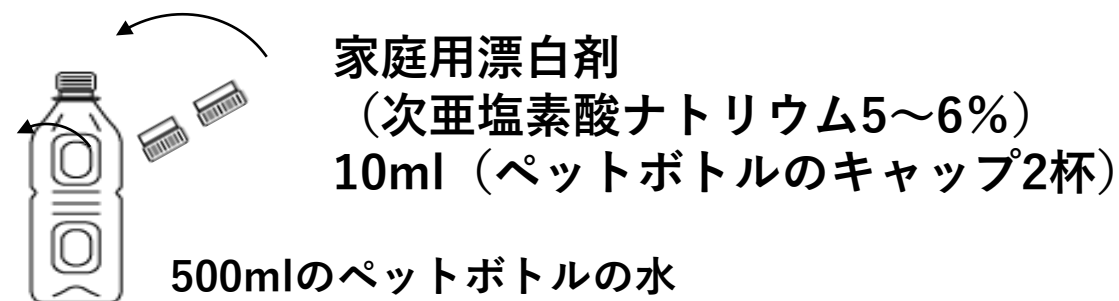 家庭用漂白剤
（次亜塩素酸ナトリウム5～6%）
10ml（ペットボトルのキャップ2杯）
500mlのペットボトルの水